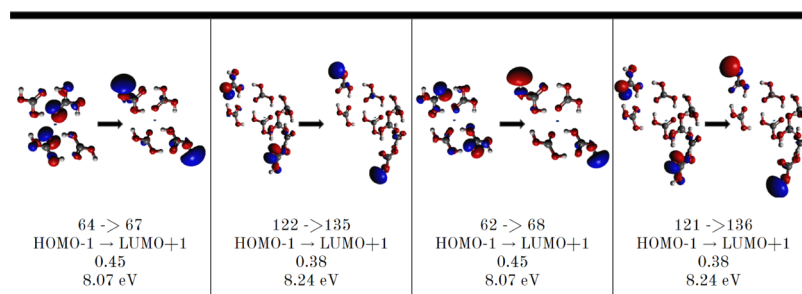 64 -> 67
HOMO-1 → LUMO+1
0.45
8.07 eV
122 ->135
HOMO-1 → LUMO+1
0.38
8.24 eV
62 -> 68
HOMO-1 → LUMO+1
0.45
8.07 eV
121 ->136
HOMO-1 → LUMO+1
0.38
8.24 eV